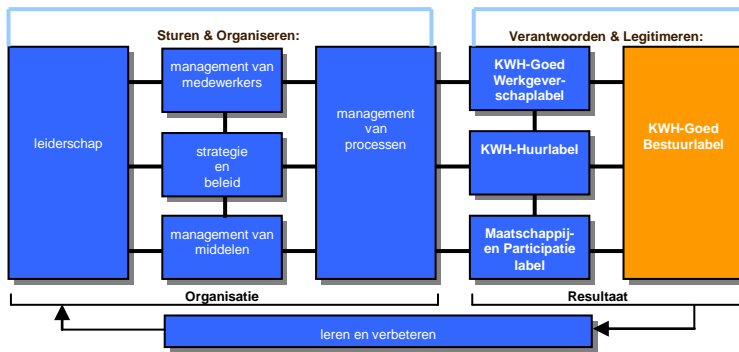 Sturen & Organiseren:
Verantwoorden & Legitimeren:
leiderschap
management van
medewerkers
strategie
en
beleid
management van
middelen
management
van
processen
KWH-Goed
Werkgever-
schaplabel
KWH-Huurlabel
Maatschappij-
en Participatie
label
KWH-Goed
Bestuurlabel
Organisatie
Resultaat
leren en verbeteren